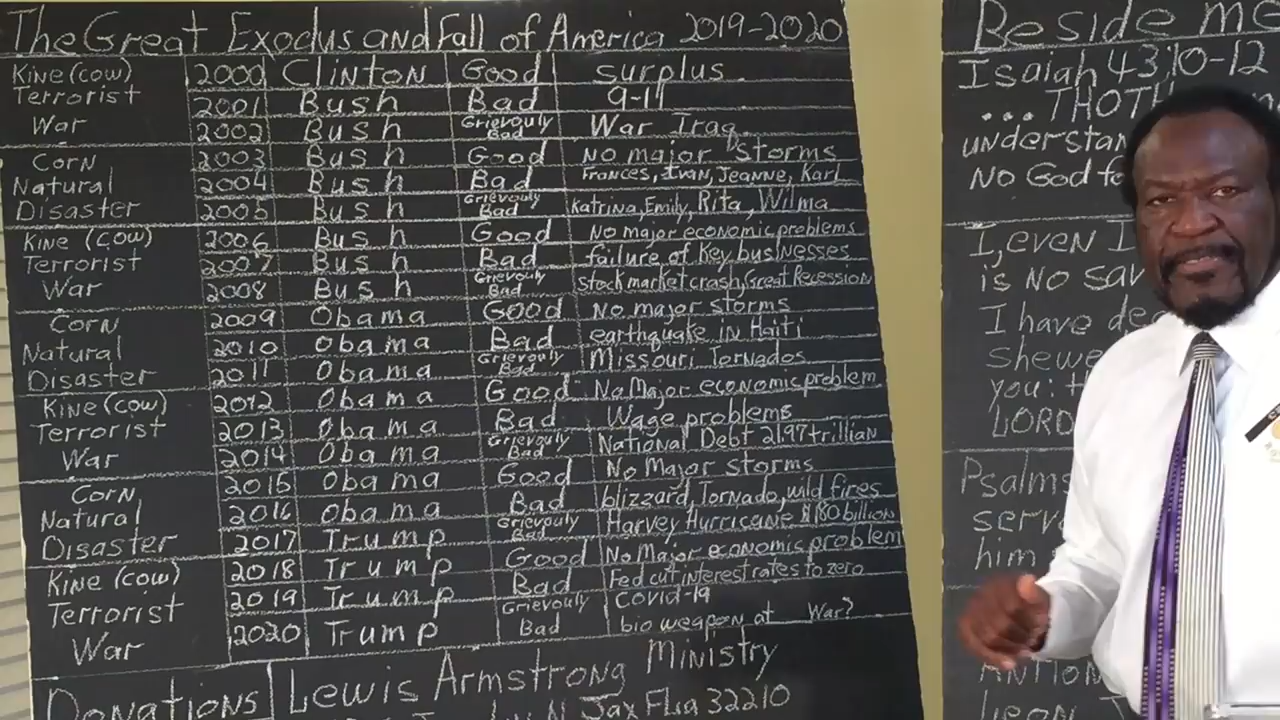 The Great Exodus and Fall of America 2019-2020
Kine (cow) 2000 Clinton Good surplus
Terrorist 2001 Bush Bad 9-11
War 2002 Bush Grievouly Bad War Iraq
Corn 2003 Bush Good No major storms
Natural 2004 Bush Bad Frances, Ivan, Jeanne, Karl
Disaster 2005 Bush Grievouly Bad Katrina, Emily, Rita, Wilma
Kine (cow) 2006 Bush Good No major economic problems
Terrorist 2007 Bush Bad failure of Key businesses
War 2008 Bush Grievouly Bad stock market crash, Great Recession
Corn 2009 Obama Good No major storms
Natural 2010 Obama Bad earthquake in Haiti
Disaster 2011 Obama Grievouly Bad Missouri Tornados
Kine (cow) 2012 Obama Good No Major economic problem
Terrorist 2013 Obama Bad Wage problems
War 2014 Obama Grievouly Bad National Debt 21.97 trillian
Corn 2015 Obama Good No Major storms
Natural 2016 Obama Bad blizzard, Tornado, wild fires
Disaster 2017 Trump Grievouly Bad Harvey Hurricane $180 billion
Kine (cow) 2018 Trump Good No Major economic problem
Terrorist 2019 Trump Bad Fed cut interest rates to zero
War 2020 Trump Grievouly Bad Covid-19
bio weapon at War?
Donations Lewis Armstrong Ministry
N Jax Fla 32210
Beside me
Isaiah 43:10-12
... THOTH
understan
No God fo
I, even I
is no sav
I have dec
shewe
you: t
LORD
Psalms
serv
him